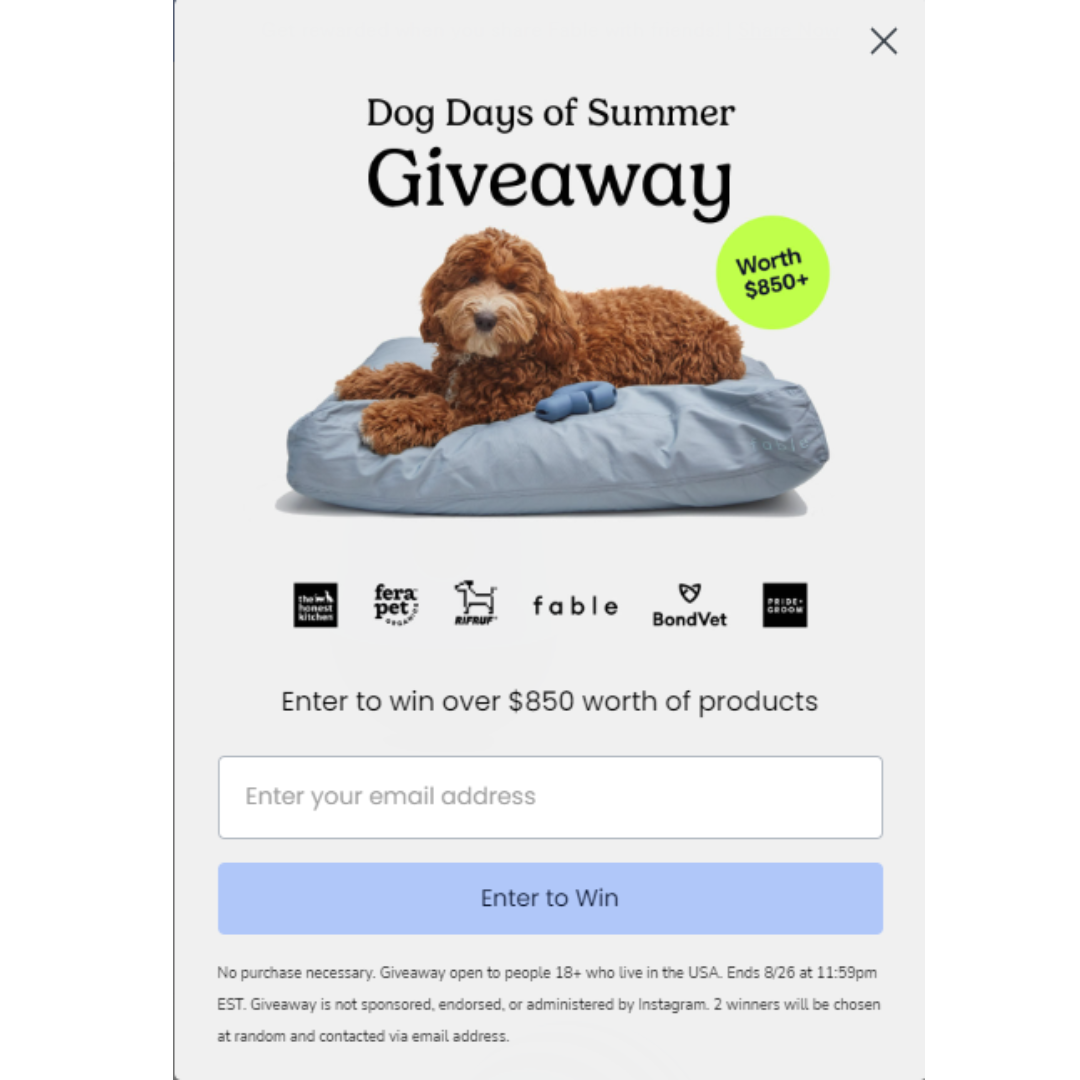 Dog Days of Summer
Giveaway
Worth
$850+
fable
the
honest
kitchen
fera
pet
ORGANICS
RIFRUF
fable
BondVet
PRIDE+
GROOM
Enter to win over $850 worth of products
Enter your email address
Enter to Win
No purchase necessary. Giveaway open to people 18+ who live in the USA. Ends 8/26 at 11:59pm
EST. Giveaway is not sponsored, endorsed, or administered by Instagram. 2 winners will be chosen
at random and contacted via email address.